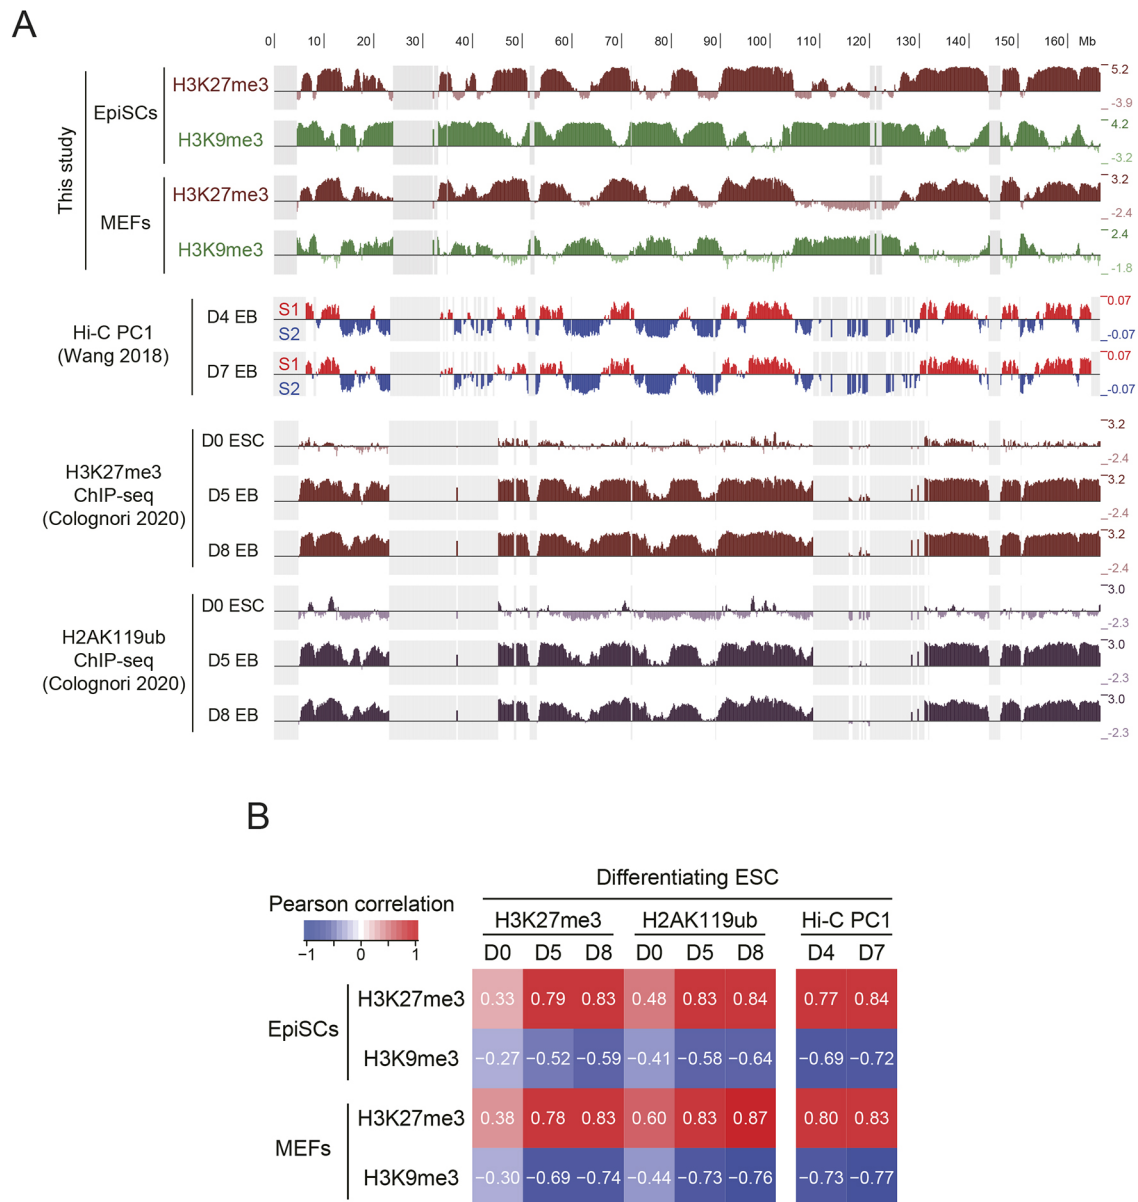 A
0 10 20 30 40 50 60 70 80 90 100 110 120 130 140 150 160 Mb
This study
EpiSCs
H3K27me3
5.2
−3.9
H3K9me3
4.2
−3.2
MEFs
H3K27me3
3.2
−2.4
H3K9me3
2.4
−1.8
Hi-C PC1
(Wang 2018)
D4 EB
S1
S2
0.07
−0.07
D7 EB
S1
S2
0.07
−0.07
H3K27me3
ChIP-seq
(Colognori 2020)
D0 ESC
3.2
−2.4
D5 EB
3.2
−2.4
D8 EB
3.2
−2.4
H2AK119ub
ChIP-seq
(Colognori 2020)
D0 ESC
3.0
−2.3
D5 EB
3.0
−2.3
D8 EB
3.0
−2.3
B
Differentiating ESC
Pearson correlation
−1 0 1
H3K27me3 H2AK119ub Hi-C PC1
D0 D5 D8 D0 D5 D8 D4 D7
EpiSCs
H3K27me3 0.33 0.79 0.83 0.48 0.83 0.84 0.77 0.84
H3K9me3 −0.27 −0.52 −0.59 −0.41 −0.58 −0.64 −0.69 −0.72
MEFs
H3K27me3 0.38 0.78 0.83 0.60 0.83 0.87 0.80 0.83
H3K9me3 −0.30 −0.69 −0.74 −0.44 −0.73 −0.76 −0.73 −0.77